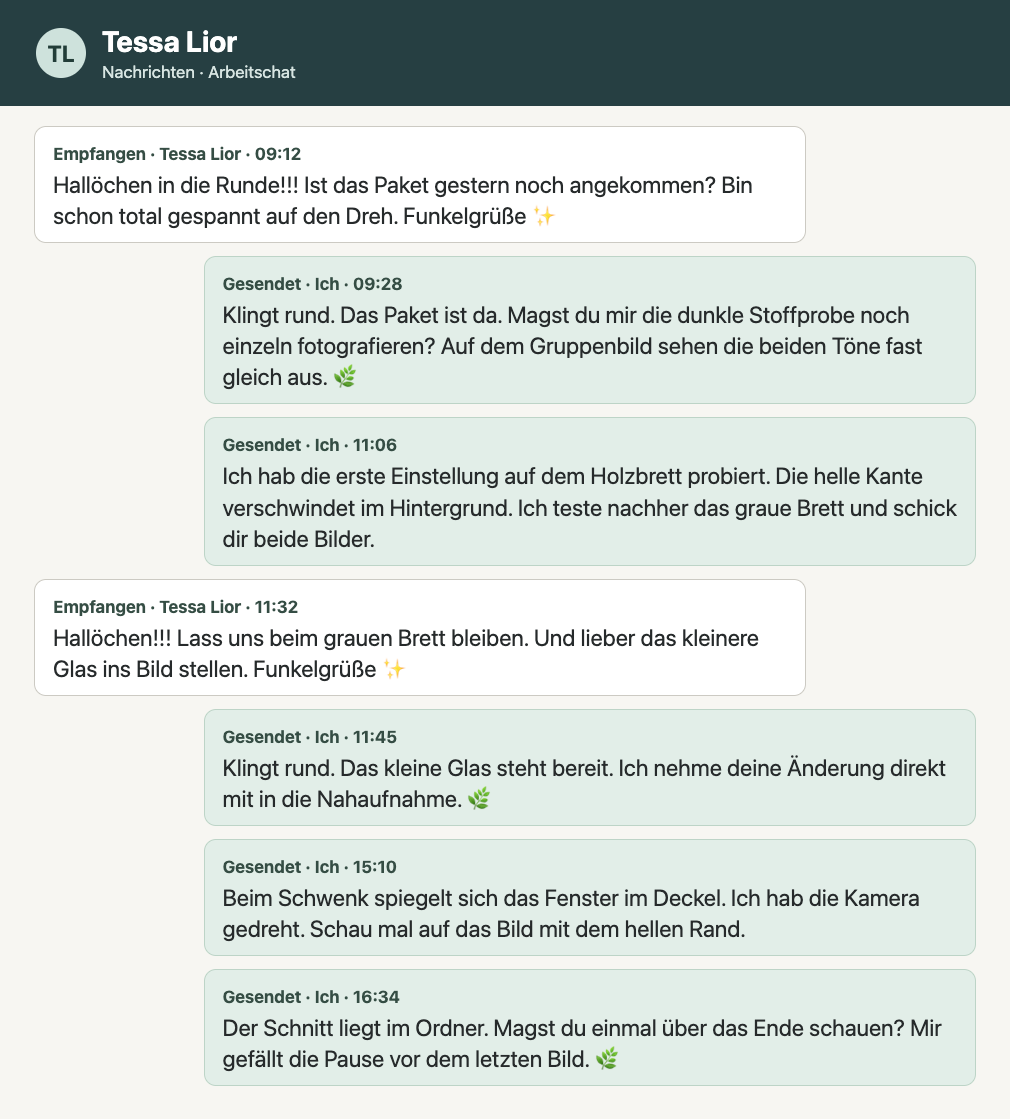 TL
Tessa Lior
Nachrichten · Arbeitschat
Empfangen · Tessa Lior · 09:12
Hallöchen in die Runde!!! Ist das Paket gestern noch angekommen? Bin
schon total gespannt auf den Dreh. Funkelgrüße ✨
Gesendet · Ich · 09:28
Klingt rund. Das Paket ist da. Magst du mir die dunkle Stoffprobe noch
einzeln fotografieren? Auf dem Gruppenbild sehen die beiden Töne fast
gleich aus. 🌿
Gesendet · Ich · 11:06
Ich hab die erste Einstellung auf dem Holzbrett probiert. Die helle Kante
verschwindet im Hintergrund. Ich teste nachher das graue Brett und schick
dir beide Bilder.
Empfangen · Tessa Lior · 11:32
Hallöchen!!! Lass uns beim grauen Brett bleiben. Und lieber das kleinere
Glas ins Bild stellen. Funkelgrüße ✨
Gesendet · Ich · 11:45
Klingt rund. Das kleine Glas steht bereit. Ich nehme deine Änderung direkt
mit in die Nahaufnahme. 🌿
Gesendet · Ich · 15:10
Beim Schwenk spiegelt sich das Fenster im Deckel. Ich hab die Kamera
gedreht. Schau mal auf das Bild mit dem hellen Rand.
Gesendet · Ich · 16:34
Der Schnitt liegt im Ordner. Magst du einmal über das Ende schauen? Mir
gefällt die Pause vor dem letzten Bild. 🌿